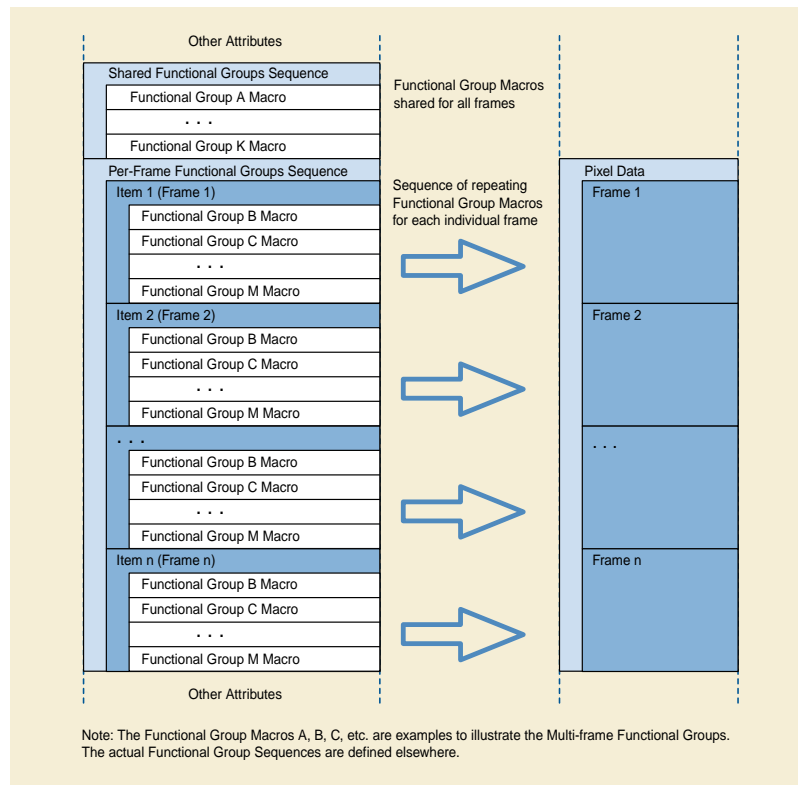 Other Attributes
Shared Functional Groups Sequence
Functional Group A Macro
. . .
Functional Group K Macro
Functional Group Macros
shared for all frames
Per-Frame Functional Groups Sequence
Item 1 (Frame 1)
Functional Group B Macro
Functional Group C Macro
. . .
Functional Group M Macro
Sequence of repeating
Functional Group Macros
for each individual frame
Pixel Data
Frame 1
Item 2 (Frame 2)
Functional Group B Macro
Functional Group C Macro
. . .
Functional Group M Macro
Frame 2
. . .
Functional Group B Macro
Functional Group C Macro
. . .
Functional Group M Macro
. . .
Item n (Frame n)
Functional Group B Macro
Functional Group C Macro
. . .
Functional Group M Macro
Frame n
Other Attributes
Note: The Functional Group Macros A, B, C, etc. are examples to illustrate the Multi-frame Functional Groups.
The actual Functional Group Sequences are defined elsewhere.